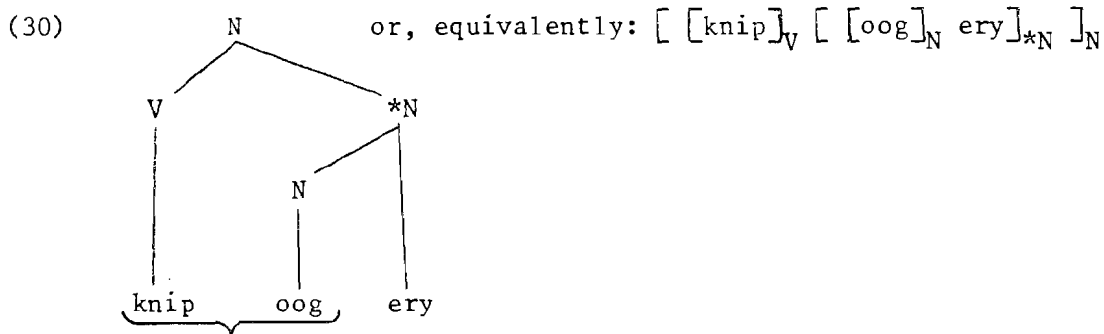 (30) N or, equivalently: [ [knip]V [ [oog]N ery]*N ]N
V *N
N
knip oog ery